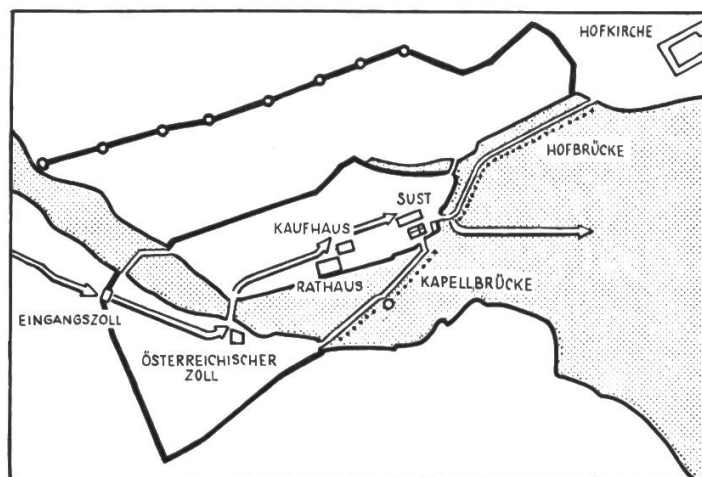 HOFKIRCHE
HOFBRÜCKE
SUST
KAUFHAUS
RATHAUS
KAPELLBRÜCKE
EINGANGSZOLL
ÖSTERREICHISCHER
ZOLL